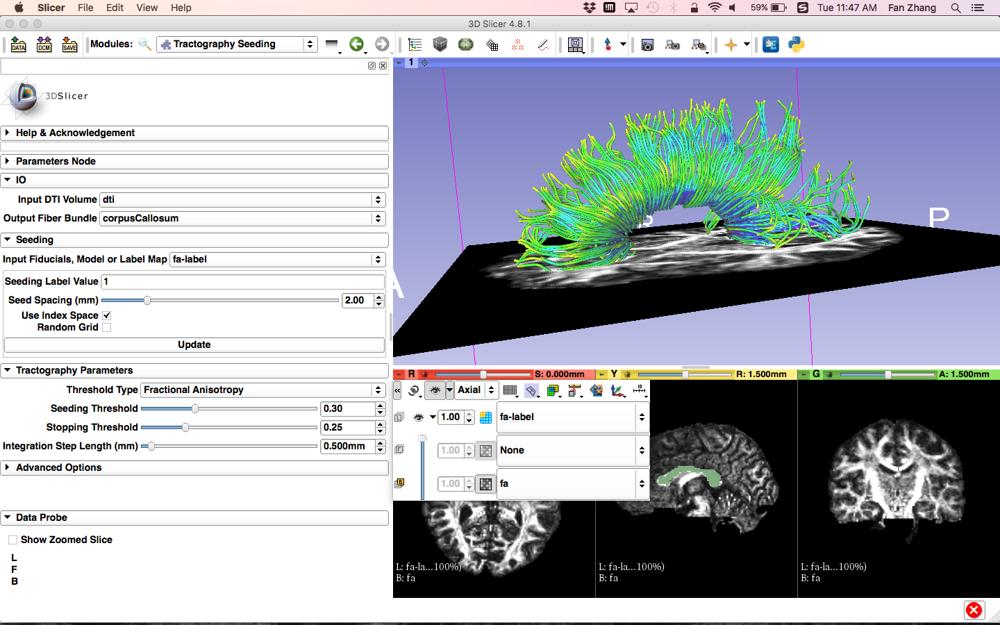 Slicer File Edit View Help 59% Tue 11:47 AM Fan Zhang
3D Slicer 4.8.1
DATA DCM SAVE Modules: Tractography Seeding
1
3DSlicer
Help & Acknowledgement
Parameters Node
IO
Input DTI Volume dti
Output Fiber Bundle corpusCallosum
Seeding
Input Fiducials, Model or Label Map fa-label
Seeding Label Value 1
Seed Spacing (mm) 2.00
Use Index Space
Random Grid
Update
Tractography Parameters
Threshold Type Fractional Anisotropy
Seeding Threshold 0.30
Stopping Threshold 0.25
Integration Step Length (mm) 0.500mm
Advanced Options
Data Probe
Show Zoomed Slice
L
F
B
R
P
A
R S: 0.000mm
Y R: 1.500mm
G A: 1.500mm
Axial
L 1.00 fa-label
F 1.00 None
B 1.00 fa
L: fa-la...100%)
B: fa
L: fa-la...100%)
B: fa
L: fa-la...100%)
B: fa